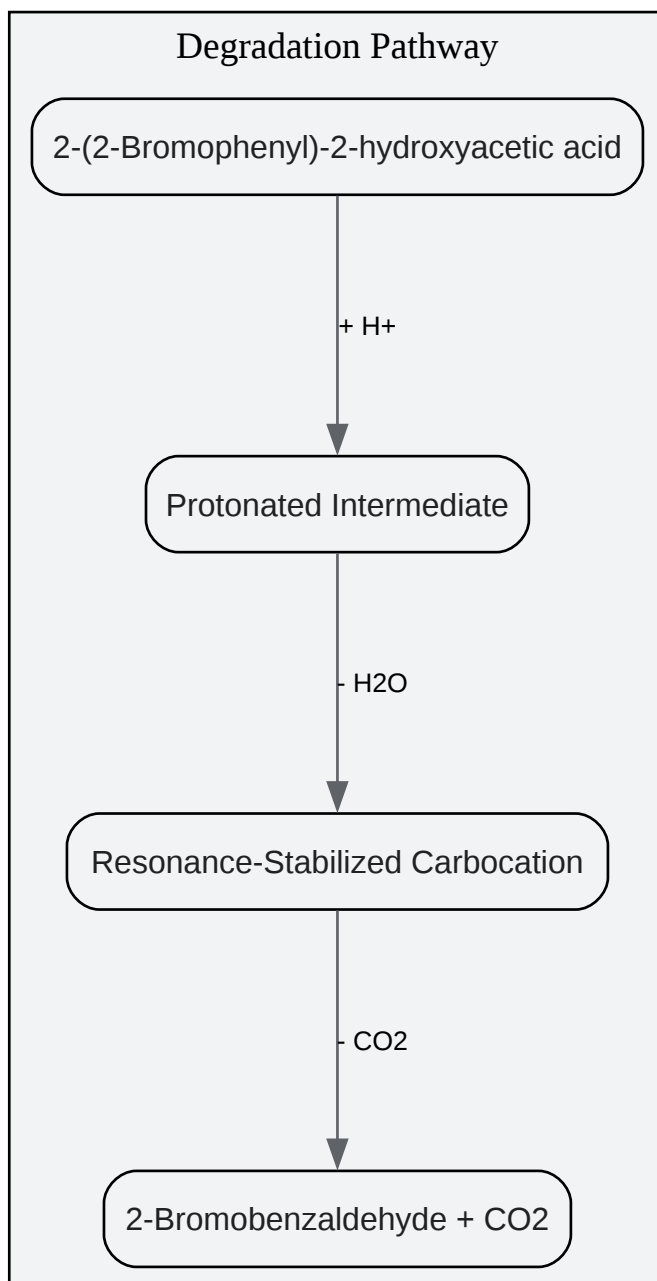 Degradation Pathway
2-(2-Bromophenyl)-2-hydroxyacetic acid
+ H+
Protonated Intermediate
- H2O
Resonance-Stabilized Carbocation
- CO2
2-Bromobenzaldehyde + CO2